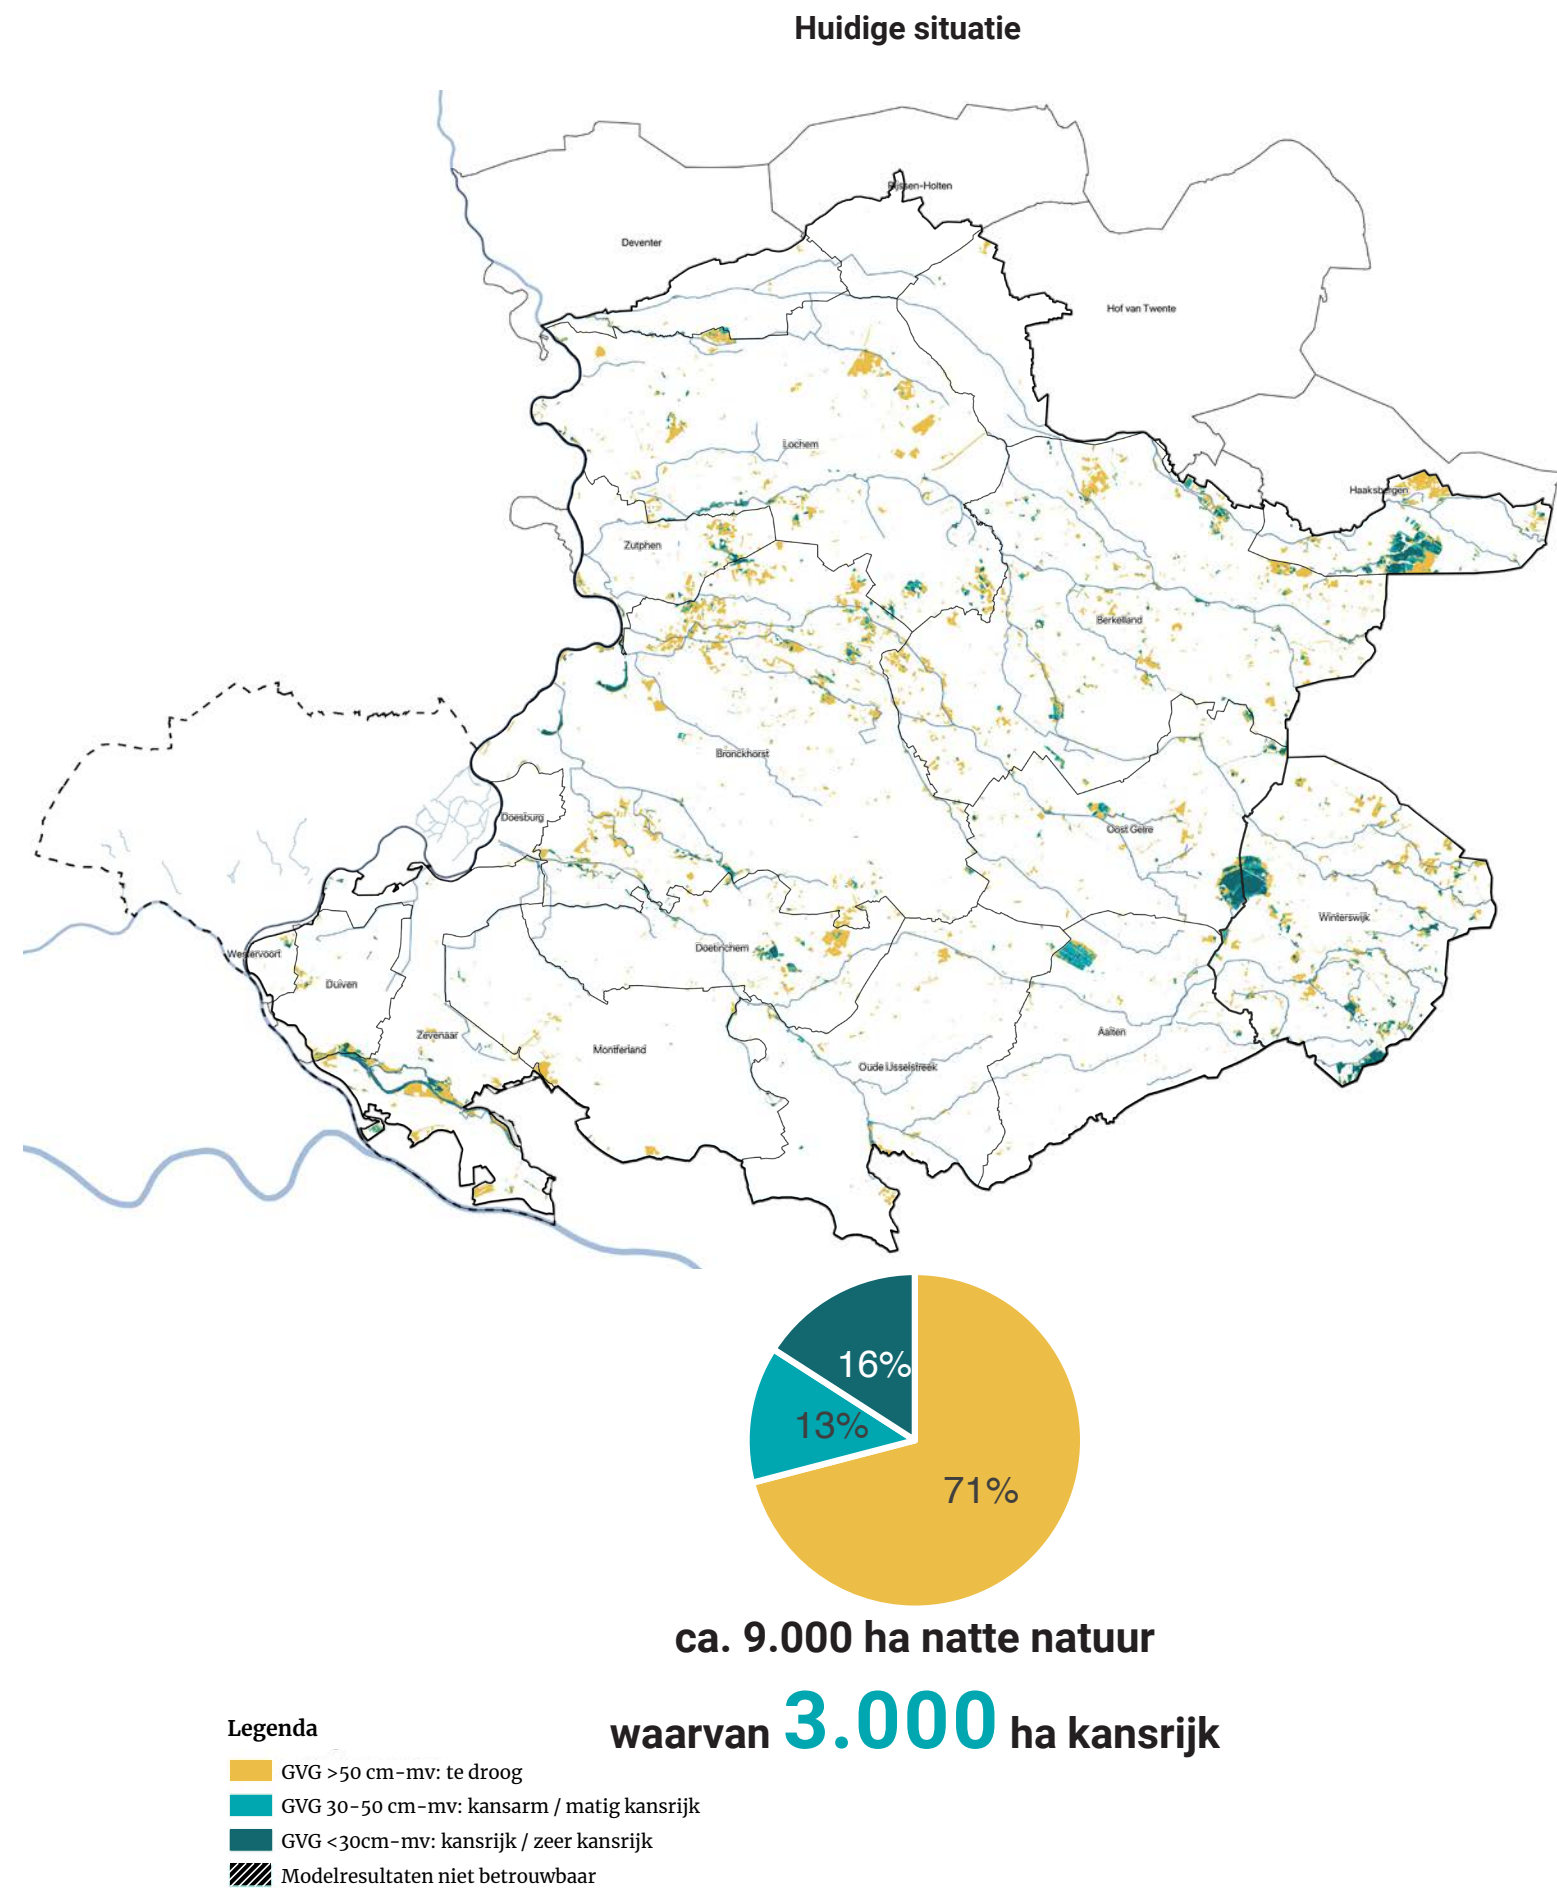 Huidige situatie
Rijssen-Holten
Deventer
Hof van Twente
Lochem
Haaksbergen
Zutphen
Berkelland
Bronckhorst
Doesburg
Oost Gelre
Winterswijk
Doetinchem
Westervoort
Duiven
Zevenaar
Montferland
Aalten
Oude IJsselstreek
16%
13%
71%
ca. 9.000 ha natte natuur
waarvan 3.000 ha kansrijk
Legenda
GVG >50 cm-mv: te droog
GVG 30-50 cm-mv: kansarm / matig kansrijk
GVG <30cm-mv: kansrijk / zeer kansrijk
Modelresultaten niet betrouwbaar